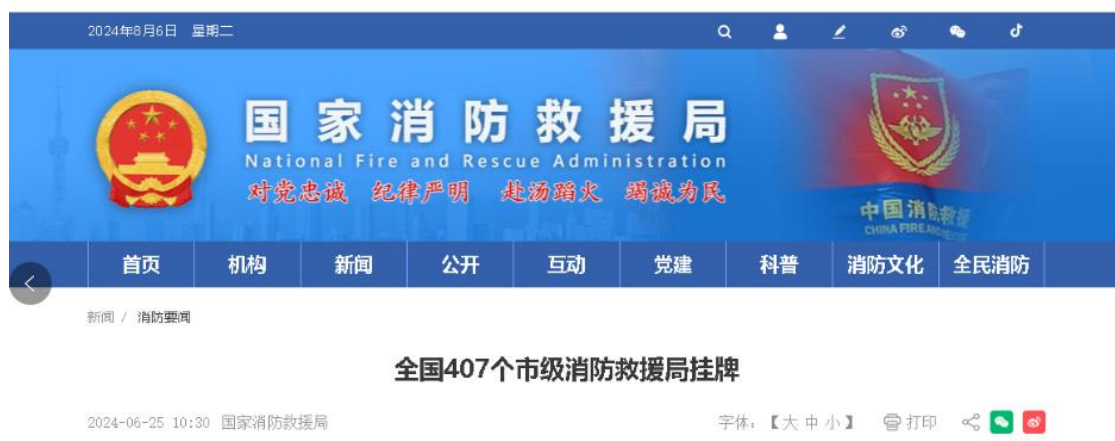 2024年8月6日 星期二
国家消防救援局
National Fire and Rescue Administration
对党忠诚 纪律严明 赴汤蹈火 竭诚为民
中国消防救援
CHINA FIRE AND RESCUE
首页 机构 新闻 公开 互动 党建 科普 消防文化 全民消防
新闻 / 消防要闻
全国407个市级消防救援局挂牌
2024-06-25 10:30 国家消防救援局 字体:【大 中 小】 打印